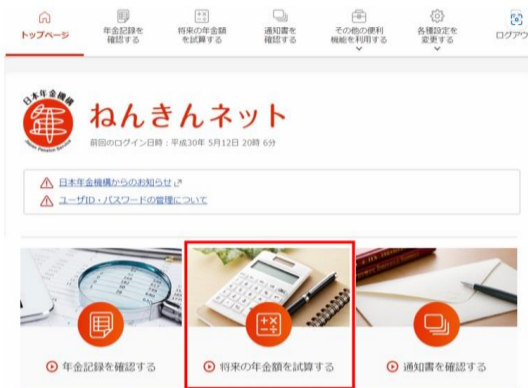 トップページ
年金記録を
確認する
将来の年金額
を試算する
通知書を
確認する
その他の便利
機能を利用する
各種設定を
変更する
ログアウ
日本年金機構
年
Japan Pension Service
ねんきんネット
前回のログイン日時：平成30年 5月12日 20時 6分
日本年金機構からのお知らせ
ユーザID・パスワードの管理について
年金記録を確認する
将来の年金額を試算する
通知書を確認する